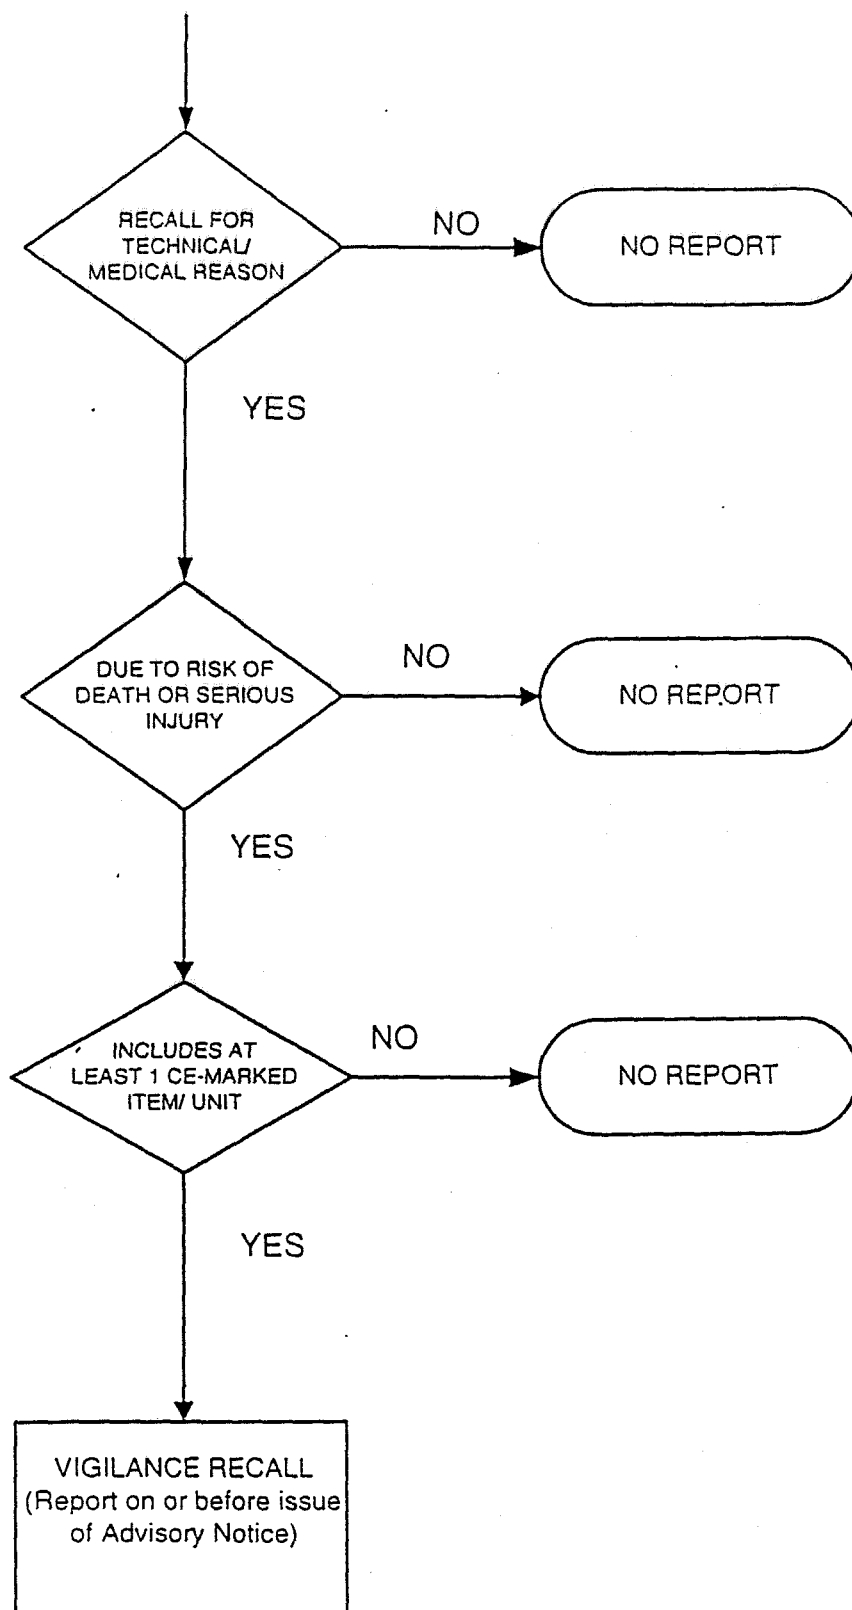 RECALL FOR
TECHNICAL/
MEDICAL REASON
NO
NO REPORT
YES
DUE TO RISK OF
DEATH OR SERIOUS
INJURY
NO
NO REPORT
YES
INCLUDES AT
LEAST 1 CE-MARKED
ITEM/ UNIT
NO
NO REPORT
YES
VIGILANCE RECALL
(Report on or before issue
of Advisory Notice)